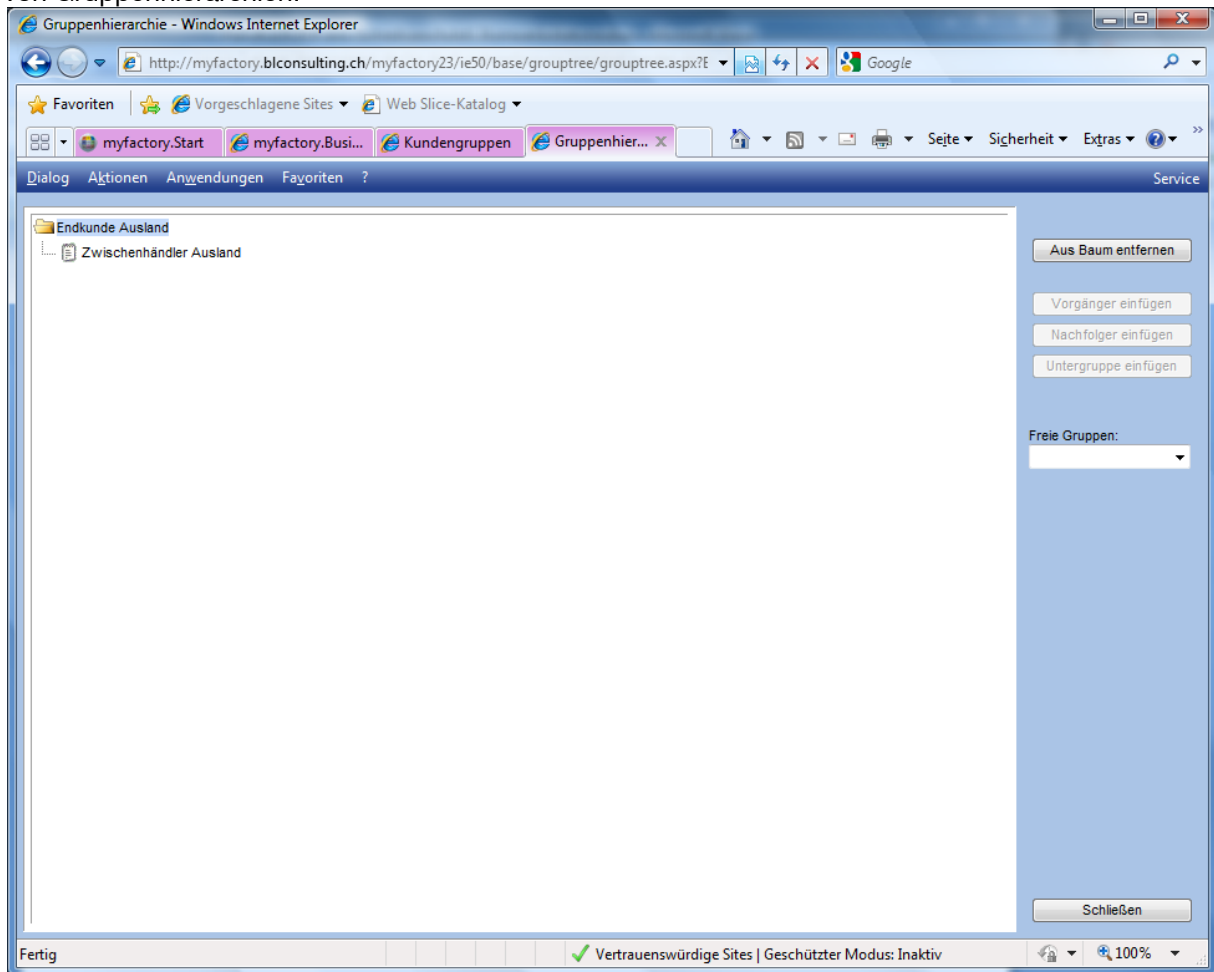 Gruppenhierarchie - Windows Internet Explorer
http://myfactory.blconsulting.ch/myfactory23/ie50/base/grouptree/grouptree.aspx?E
Google
Favoriten Vorgeschlagene Sites Web Slice-Katalog
myfactory.Start myfactory.Busi... Kundengruppen Gruppenhier... X Seite Sicherheit Extras »
Dialog Aktionen Anwendungen Favoriten ? Service
Endkunde Ausland
Zwischenhändler Ausland
Aus Baum entfernen
Vorgänger einfügen
Nachfolger einfügen
Untergruppe einfügen
Freie Gruppen:
Schließen
Fertig Vertrauenswürdige Sites | Geschützter Modus: Inaktiv 100%